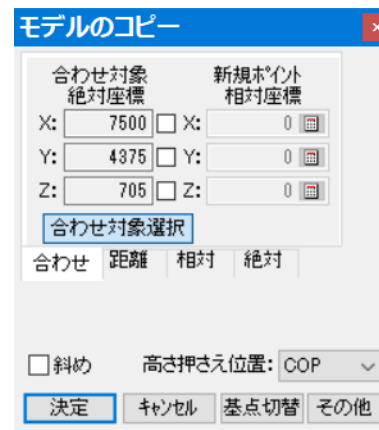 モデルのコピー
合わせ対象 新規ポイント
絶対座標 相対座標
X: 7500 X: 0
Y: 4375 Y: 0
Z: 705 Z: 0
合わせ対象選択
合わせ 距離 相対 絶対
斜め 高さ押さえ位置: COP
決定 キャンセル 基点切替 その他